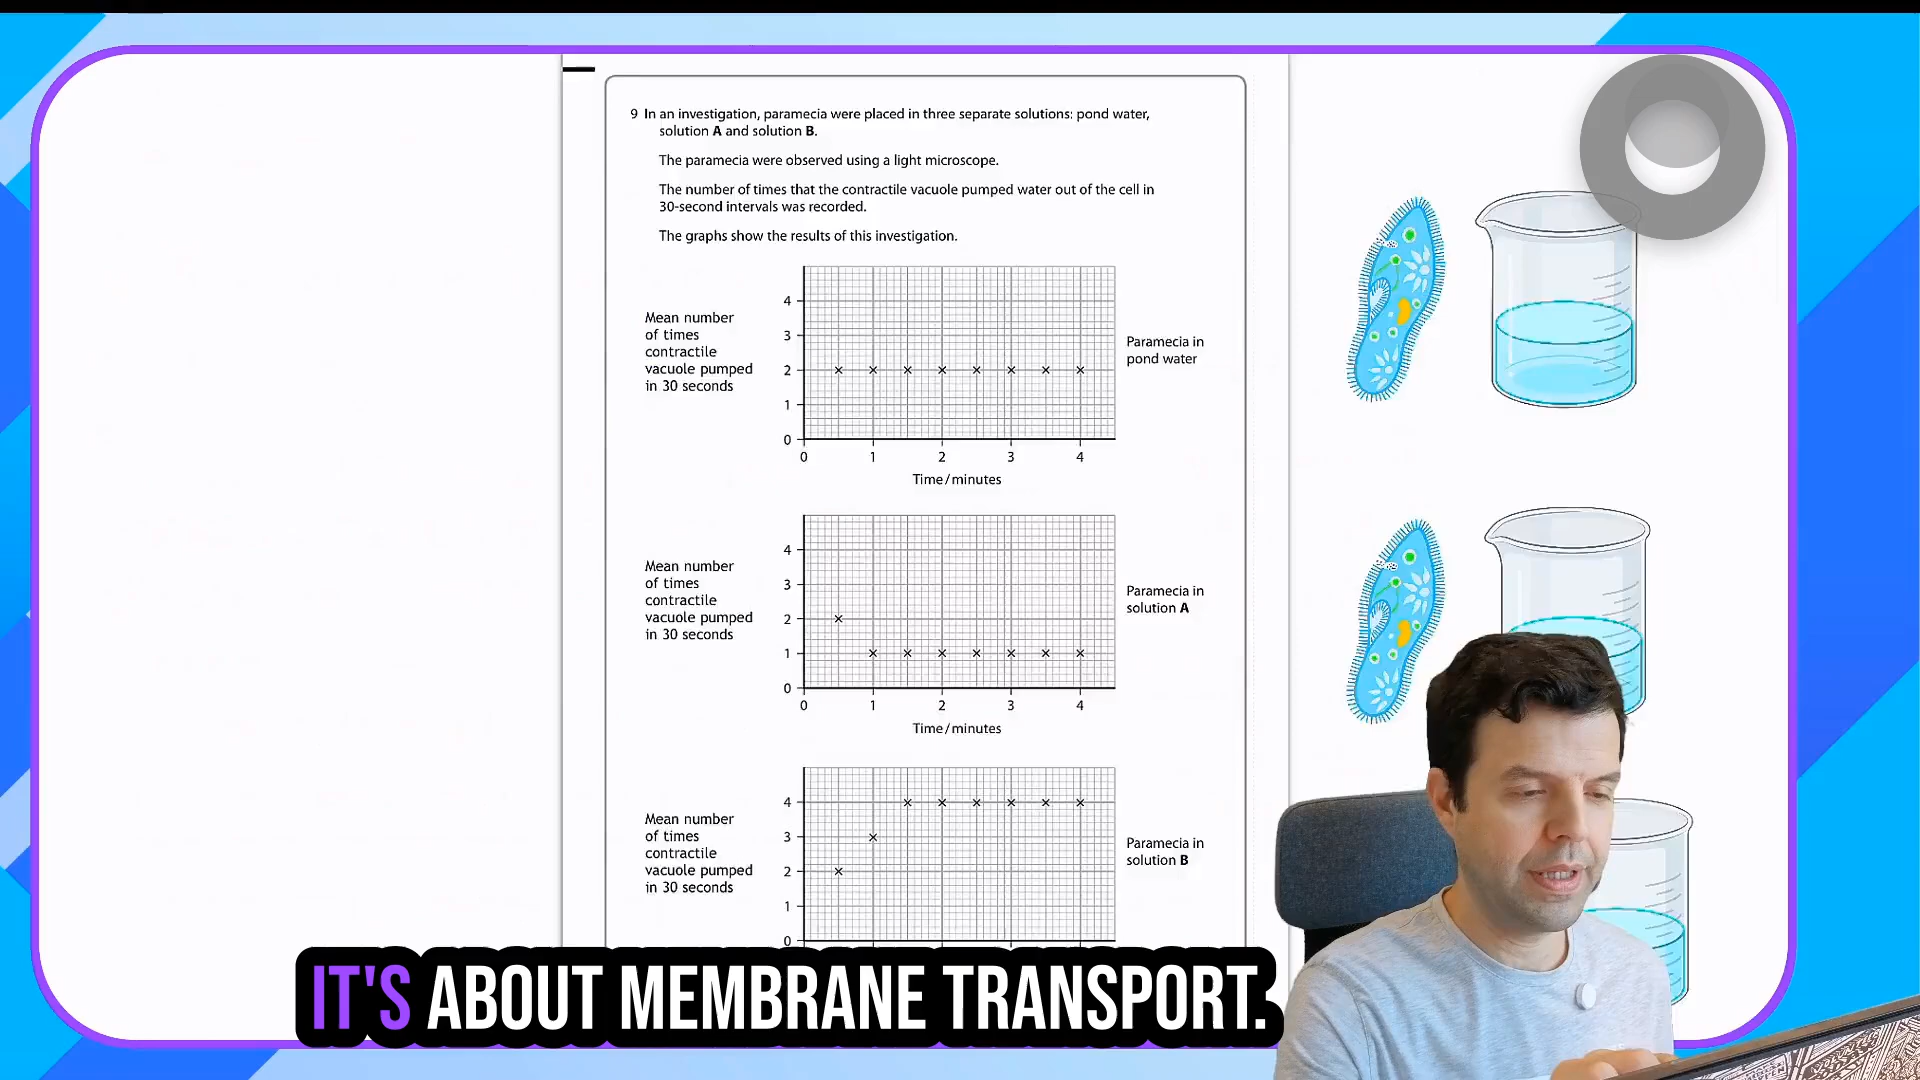 9 In an investigation, paramecia were placed in three separate solutions: pond water,
solution A and solution B.
The paramecia were observed using a light microscope.
The number of times that the contractile vacuole pumped water out of the cell in
30-second intervals was recorded.
The graphs show the results of this investigation.
Mean number
of times
contractile
vacuole pumped
in 30 seconds
4
3
2
1
0
0 1 2 3 4
Time/minutes
Paramecia in
pond water
Mean number
of times
contractile
vacuole pumped
in 30 seconds
4
3
2
1
0
0 1 2 3 4
Time/minutes
Paramecia in
solution A
Mean number
of times
contractile
vacuole pumped
in 30 seconds
4
3
2
1
0
Paramecia in
solution B
IT'S ABOUT MEMBRANE TRANSPORT.